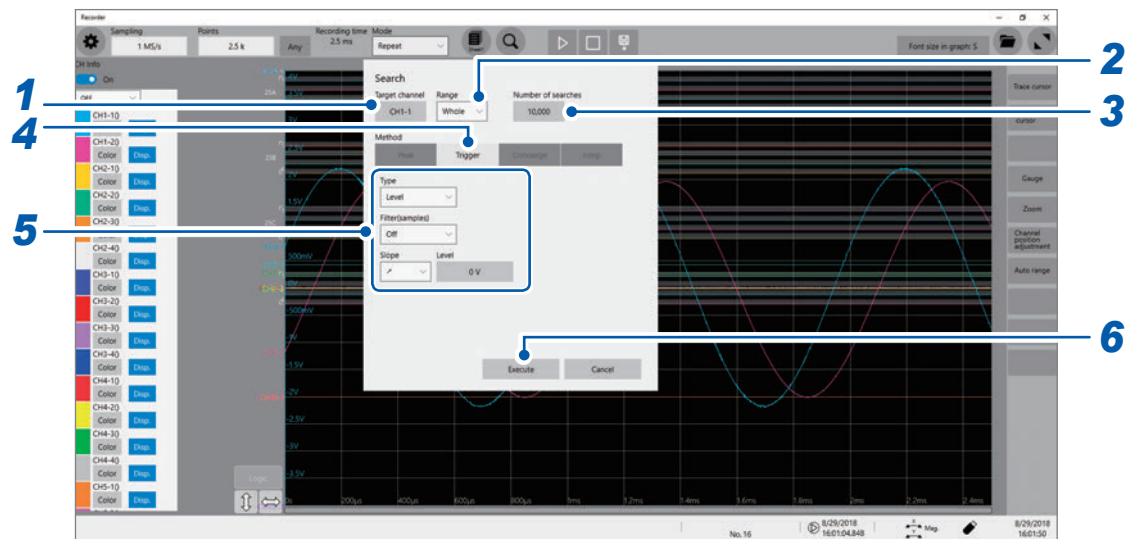 Recorder
Sampling Points Recording time Mode
1 MS/s 2.5 k Any 2.5 ms Repeat Font size in graph: S
CH Info
On
Off
Search
Target channel Range Number of searches
CH1-1 Whole 10,000
Method
Peak Trigger Converge Temp.
Type
Level
Filter(samples)
Off
Slope Level
↗ 0 V
Execute Cancel
1
2
3
4
5
6
CH1-1()
CH1-2()
Color Disp.
CH2-1()
Color Disp.
CH2-2()
Color Disp.
CH2-3()
CH2-4()
Color Disp.
CH3-1()
Color Disp.
CH3-2()
Color Disp.
CH3-3()
Color Disp.
CH3-4()
Color Disp.
CH4-1()
Color Disp.
CH4-2()
Color Disp.
CH4-3()
Color Disp.
CH4-4()
Color Disp.
CH5-1()
Color Disp.
Trace cursor
cursor
Gauge
Zoom
Channel
position
adjustment
Auto range
4V
3V
2.5V
2V
1.5V
500mV
0V
-500mV
-1V
-1.5V
-2V
-2.5V
-3V
-3.5V
25A
25B
25C
Logic
0s 200µs 400µs 600µs 800µs 1ms 1.2ms 1.4ms 1.6ms 1.8ms 2ms 2.2ms 2.4ms
No. 16
8/29/2018
16:01:04.848
X
Y
Mag.
8/29/2018
16:01:50